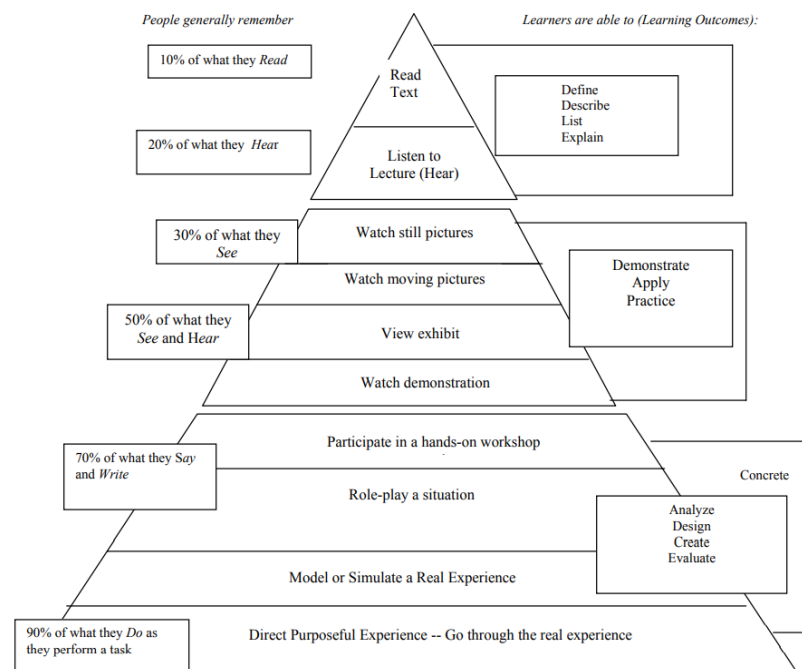 People generally remember
Learners are able to (Learning Outcomes):
10% of what they Read
Read
Text
Define
Describe
List
Explain
20% of what they Hear
Listen to
Lecture (Hear)
30% of what they
See
Watch still pictures
Watch moving pictures
Demonstrate
Apply
Practice
50% of what they
See and Hear
View exhibit
Watch demonstration
70% of what they Say
and Write
Participate in a hands-on workshop
Concrete
Role-play a situation
Analyze
Design
Create
Evaluate
Model or Simulate a Real Experience
90% of what they Do as
they perform a task
Direct Purposeful Experience -- Go through the real experience